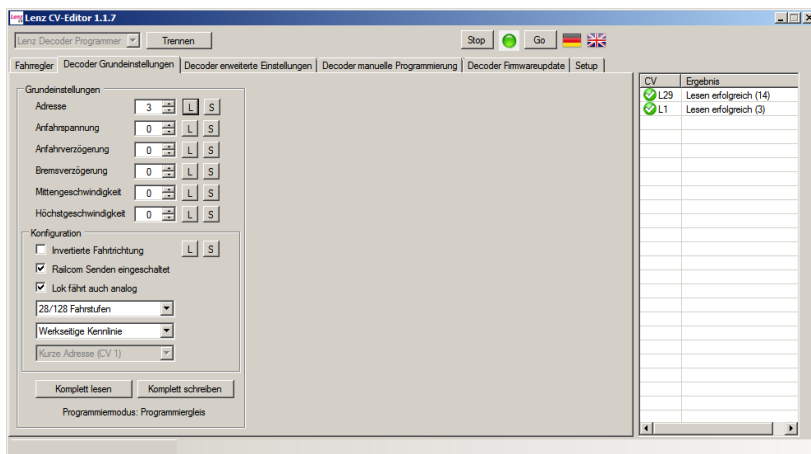 Lenz CV-Editor 1.1.7
Lenz Decoder Programmer Trennen Stop Go
Fahrregler Decoder Grundeinstellungen Decoder erweiterte Einstellungen Decoder manuelle Programmierung Decoder Firmwareupdate Setup
CV Ergebnis
L29 Lesen erfolgreich (14)
L1 Lesen erfolgreich (3)
Grundeinstellungen
Adresse 3 L S
Anfahrspannung 0 L S
Anfahrverzögerung 0 L S
Bremsverzögerung 0 L S
Mittengeschwindigkeit 0 L S
Höchstgeschwindigkeit 0 L S
Konfiguration
Invertierte Fahrtrichtung L S
Railcom Senden eingeschaltet
Lok fährt auch analog
28/128 Fahrstufen
Werkseitige Kennlinie
Kurze Adresse (CV 1)
Komplett lesen Komplett schreiben
Programmiermodus: Programmiergleis